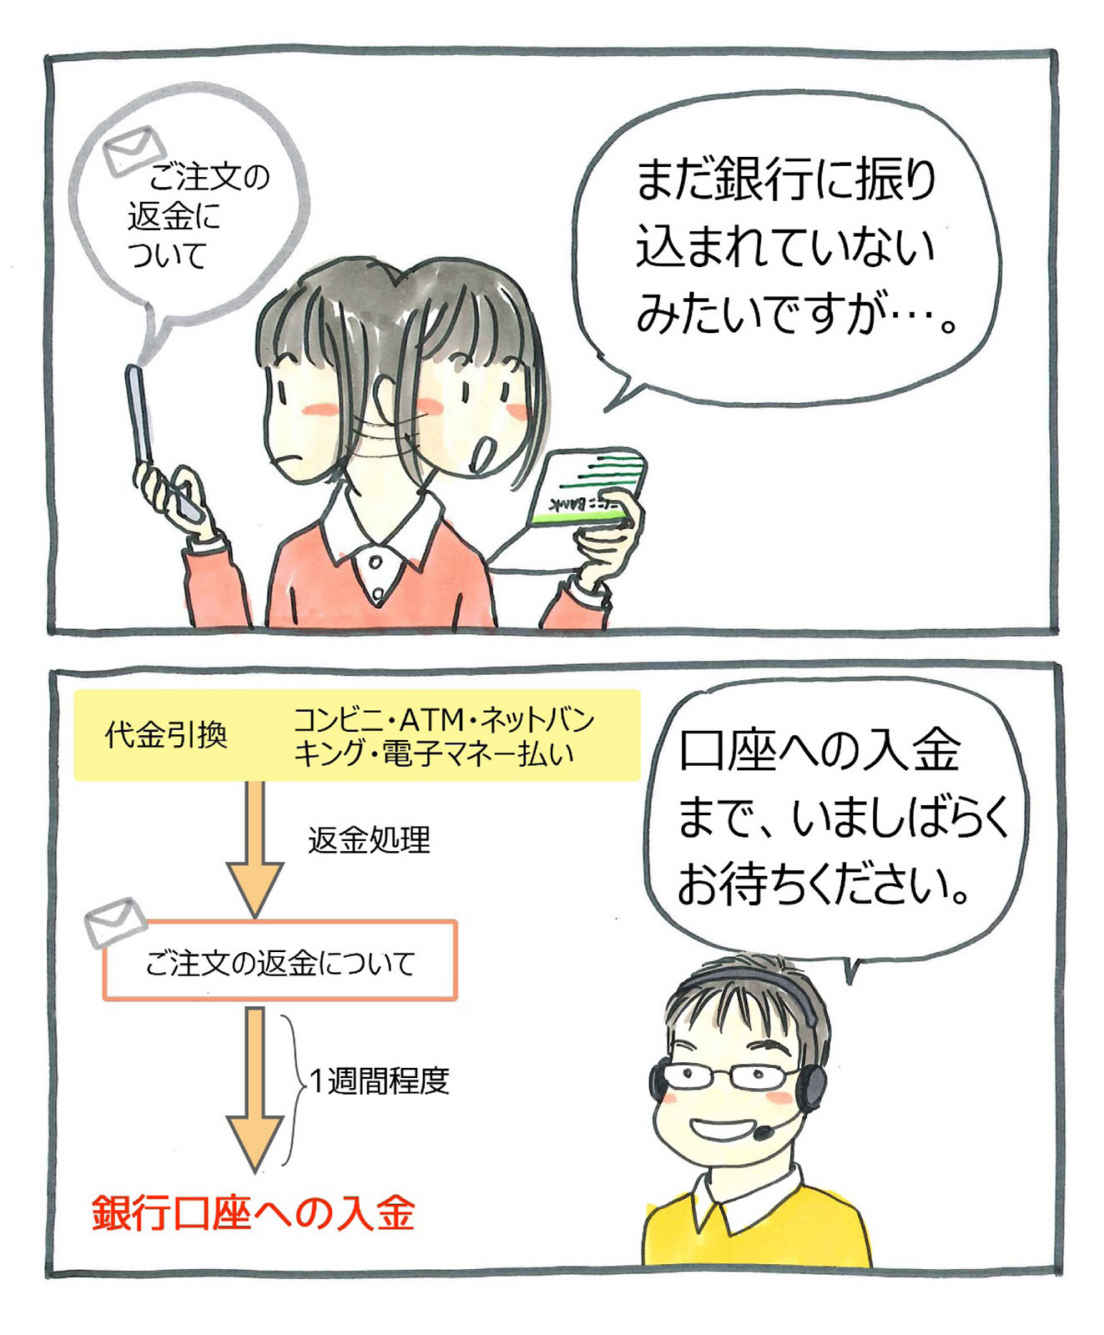 ご注文の
返金に
ついて
まだ銀行に振り
込まれていない
みたいですが…。
BANK
代金引換
コンビニ・ATM・ネットバン
キング・電子マネー払い
返金処理
ご注文の返金について
1週間程度
銀行口座への入金
口座への入金
まで、いましばらく
お待ちください。